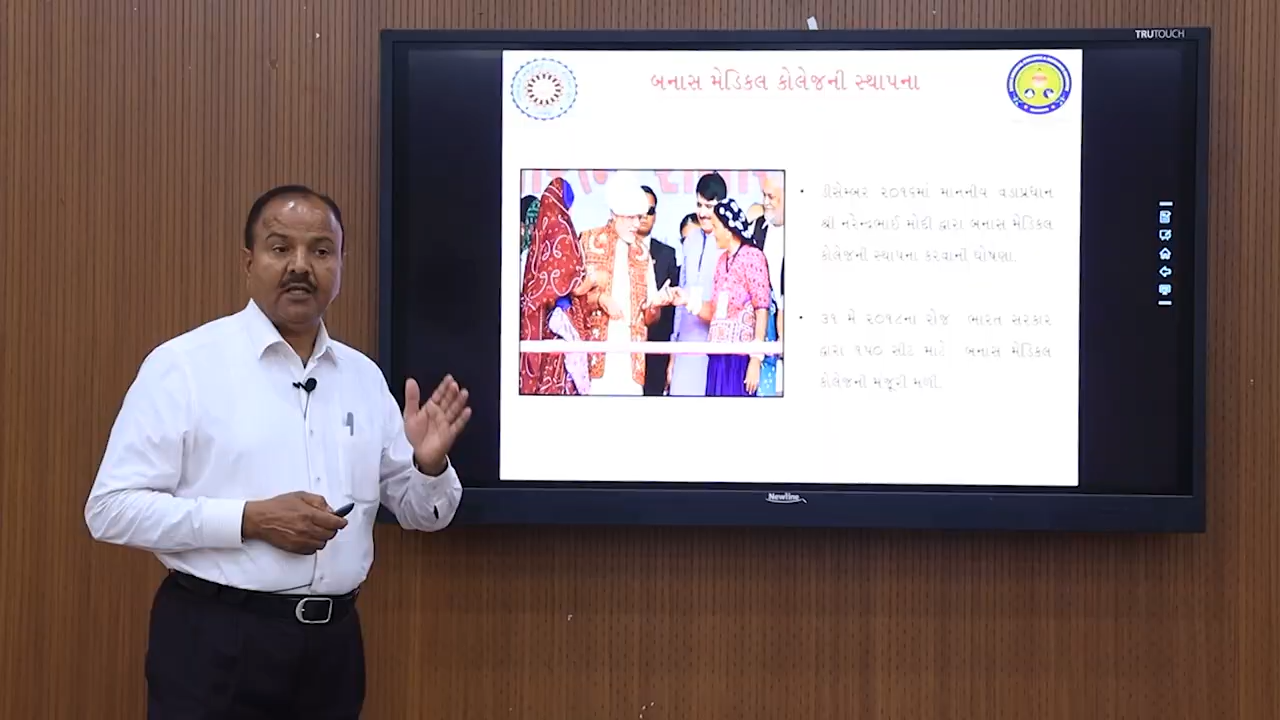 TRUTOUCH
બનાસ મેડિકલ કોલેજની સ્થાપના
• ડીસેમ્બર ૨૦૧૬માં માનનીય વડાપ્રધાન
શ્રી નરેન્દ્રભાઈ મોદી દ્વારા બનાસ મેડિકલ
કોલેજની સ્થાપના કરવાની ઘોષણા.
• ૩૧ મે ૨૦૧૮ના રોજ ભારત સરકાર
દ્વારા ૧૫૦ સીટ માટે બનાસ મેડિકલ
કોલેજની મંજૂરી મળી.
Newline